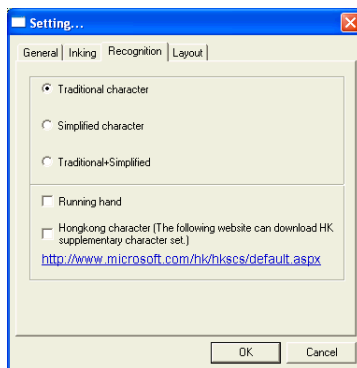 Setting...
General Inking Recognition Layout
Traditional character
Simplified character
Traditional+Simplified
Running hand
Hongkong character (The following website can download HK
supplementary character set.)
http://www.microsoft.com/hk/hkscs/default.aspx
OK Cancel